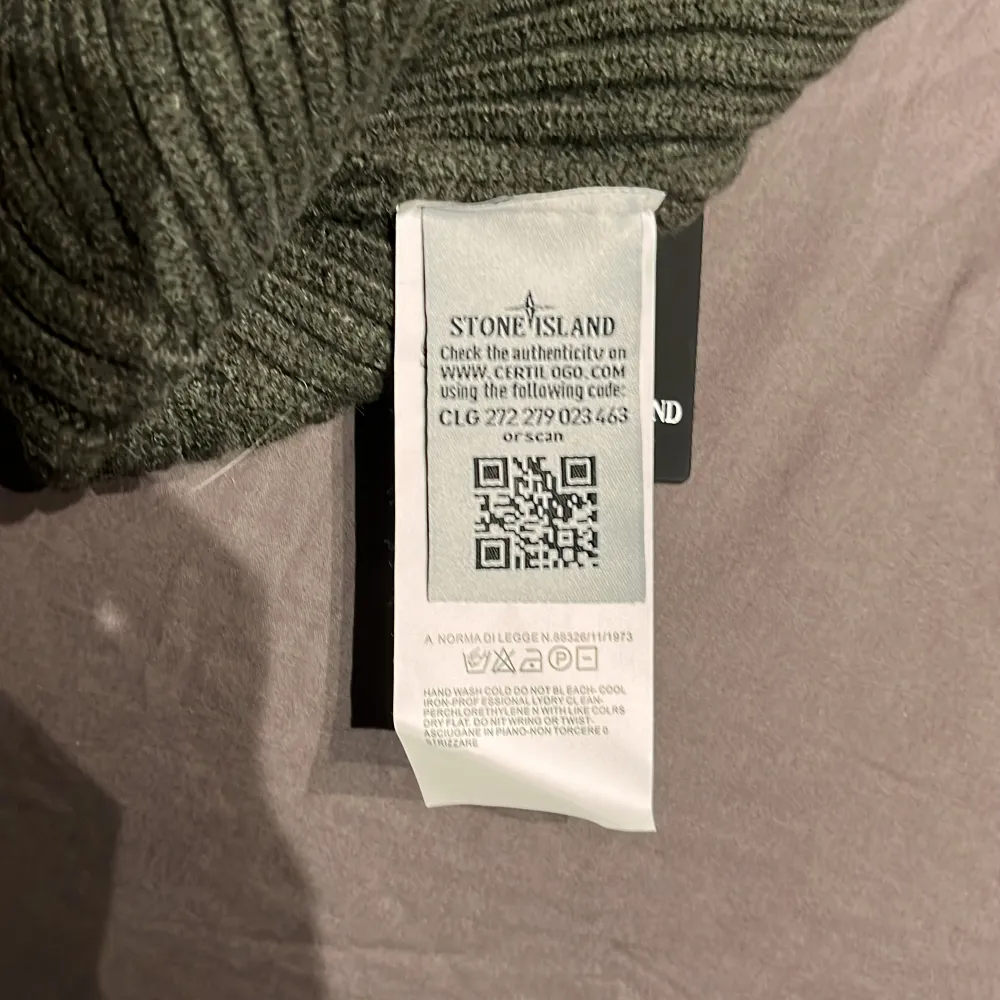 STONE ISLAND
Check the authenticity on
WWW.CERTILOGO.COM
using the following code:
CLG 272 279 023 463
or scan
ND
A NORMA DI LEGGE N.88326/11/1973
P
HAND WASH COLD DO NOT BLEACH- COOL
IRON-PROFESSIONALLYDRY CLEAN-
PERCHLORETHYLENE N WITH LIKE COLRS
DRY FLAT. DO NIT WRING OR TWIST-
ASCIUGANE IN PIANO-NON TORCERE 0
STRIZZARE